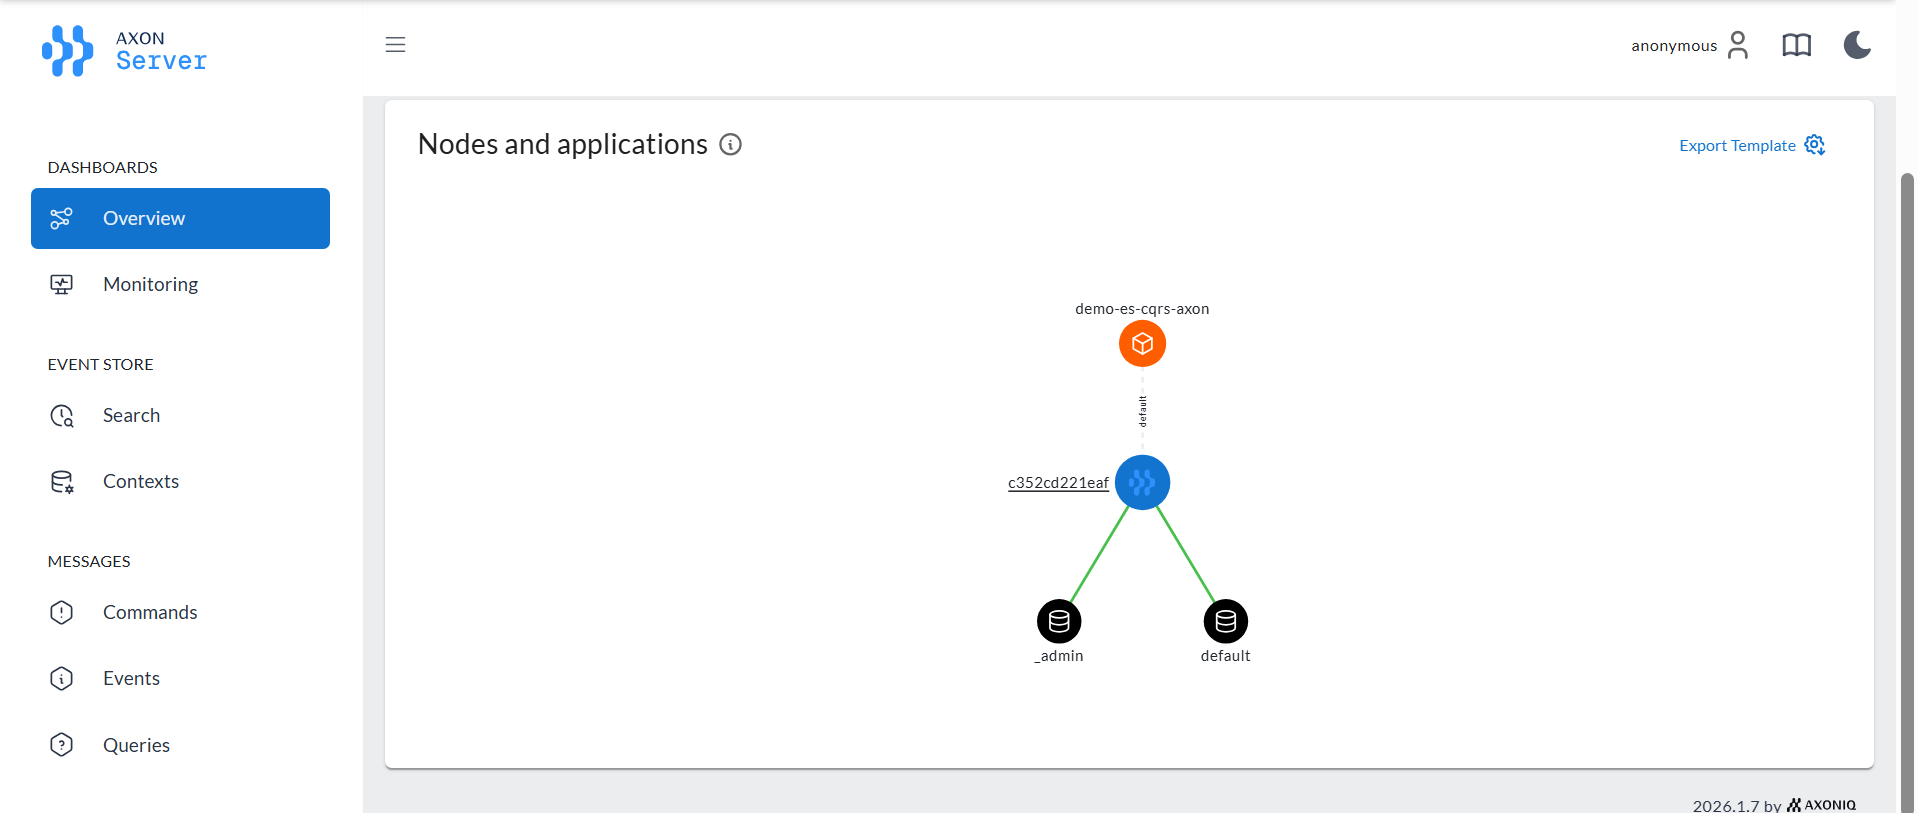 AXON
Server
anonymous
DASHBOARDS
Overview
Monitoring
EVENT STORE
Search
Contexts
MESSAGES
Commands
Events
Queries
Nodes and applications
Export Template
demo-es-cqrs-axon
default
c352cd221eaf
_admin
default
2026.1.7 by AXONIQ